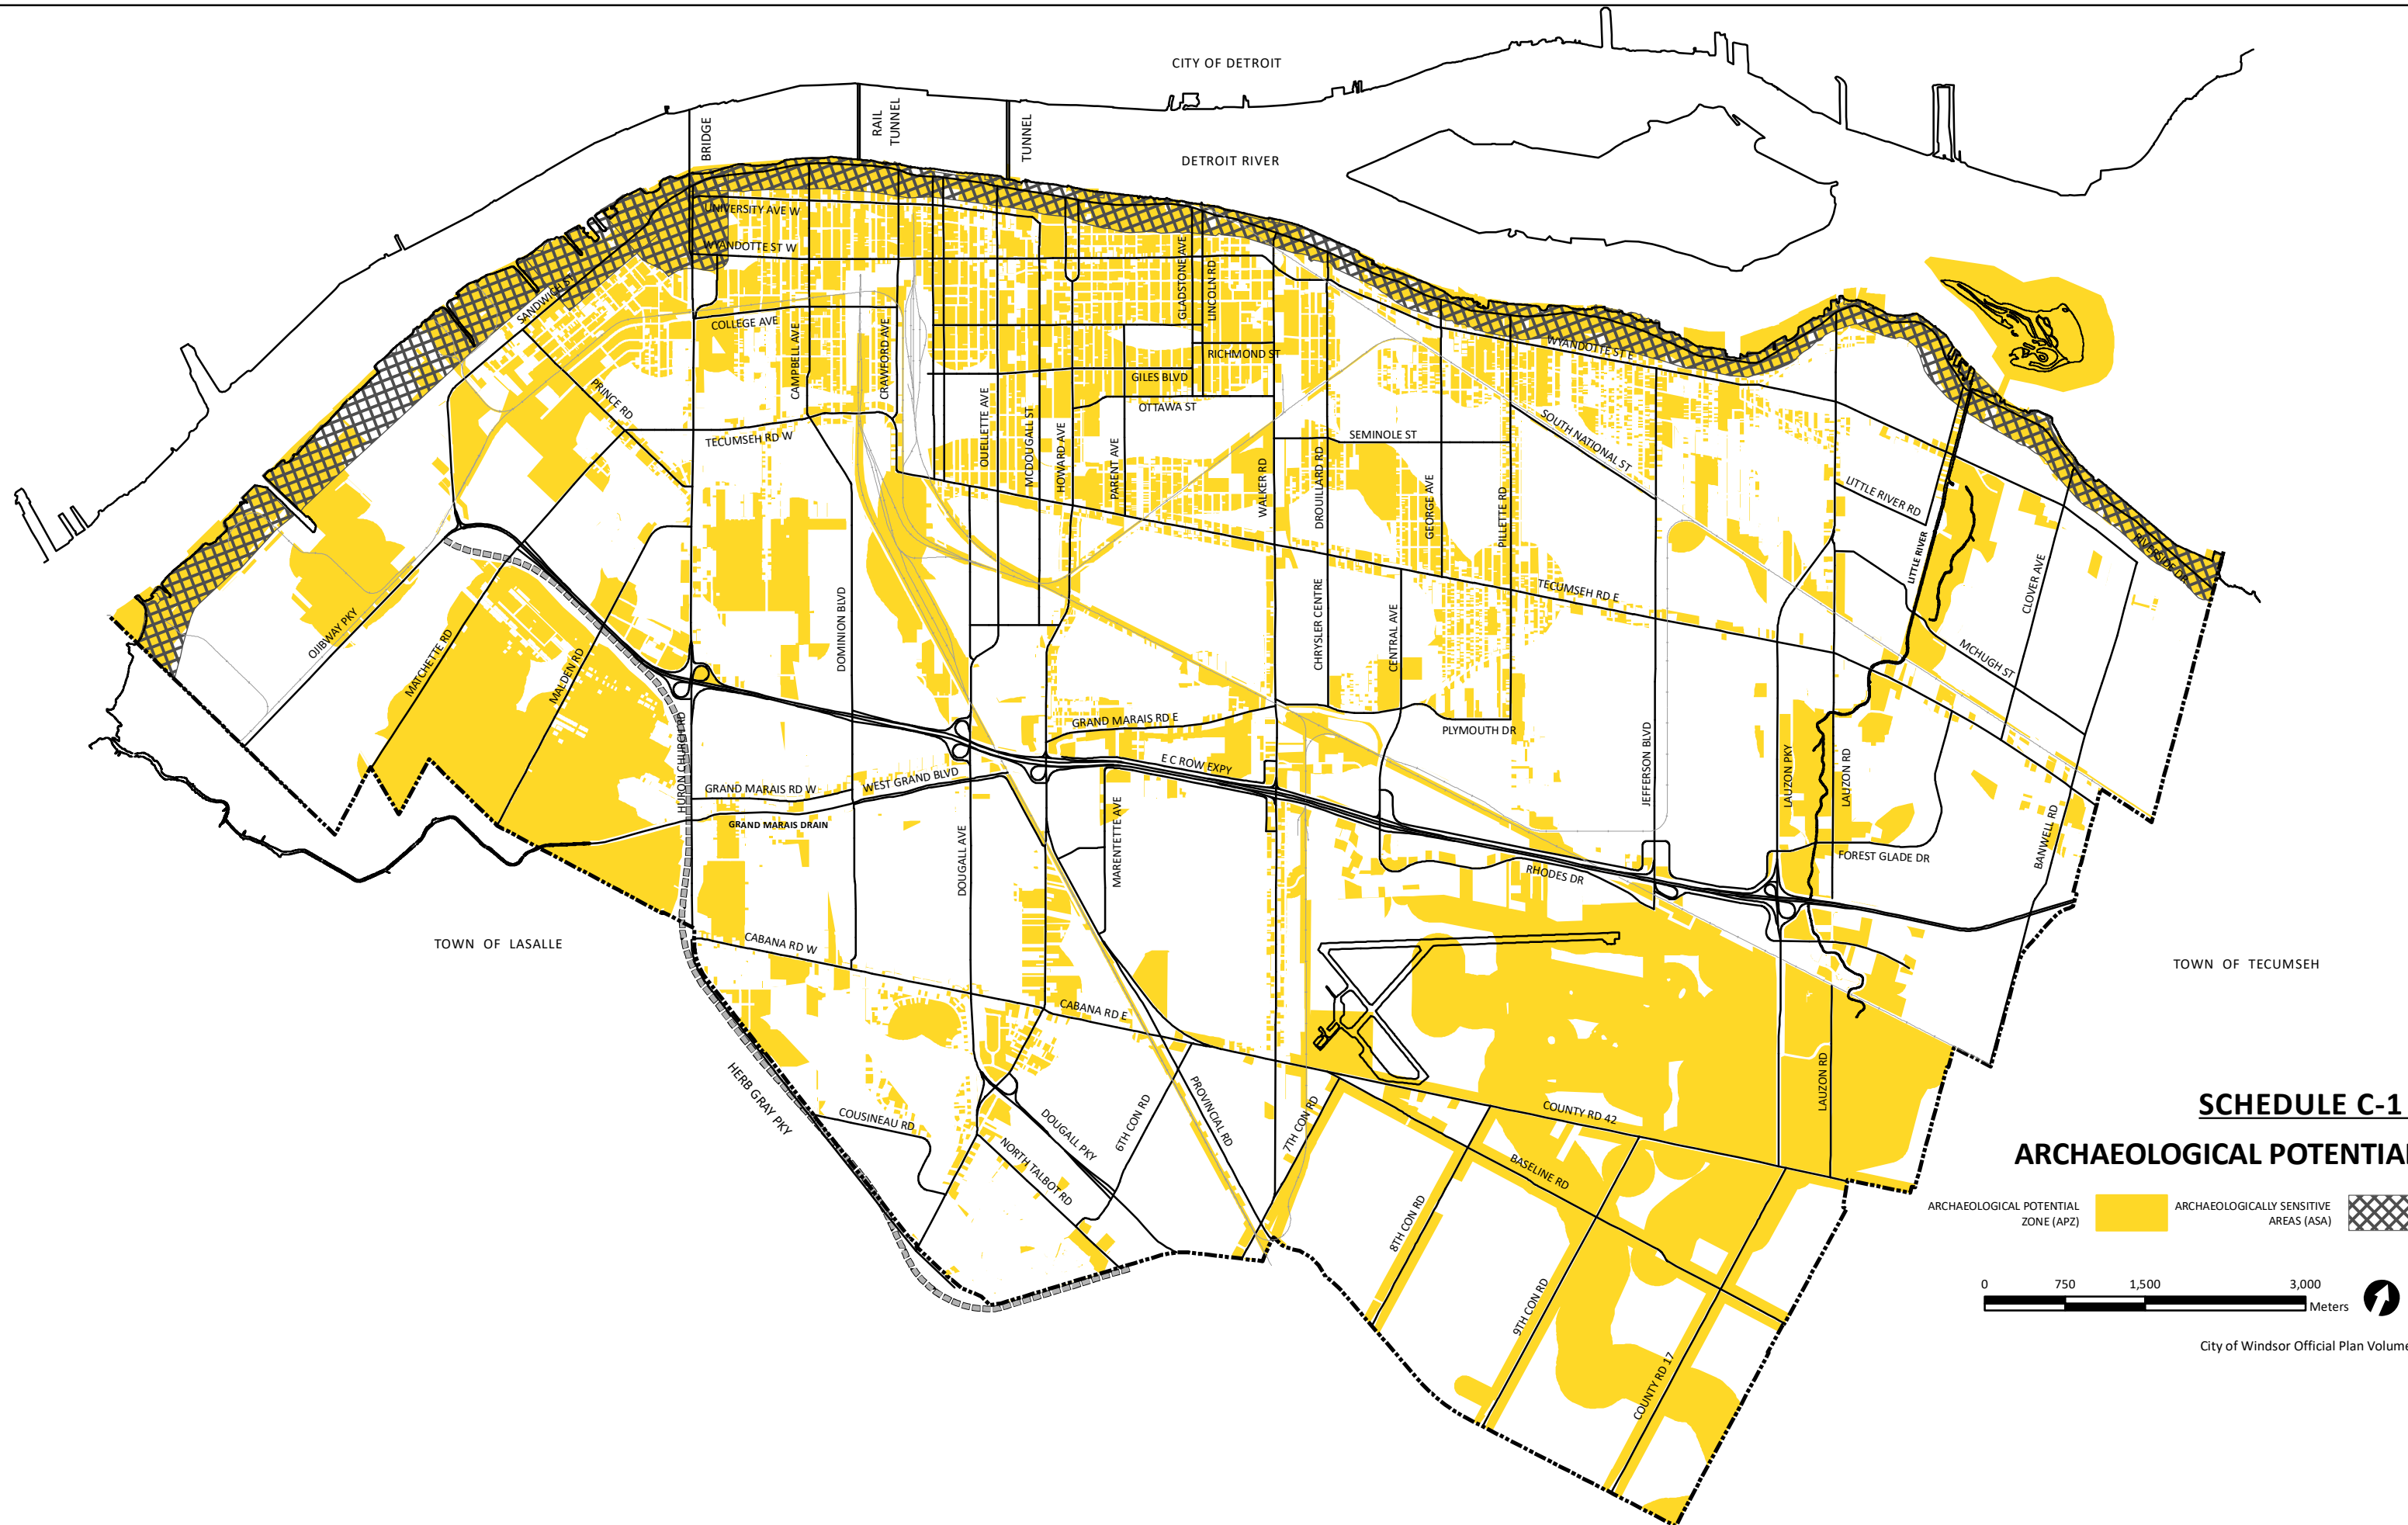 CITY OF DETROIT
BRIDGE
RAIL
TUNNEL
TUNNEL
DETROIT RIVER
UNIVERSITY AVE W
WYANDOTTE ST W
SANDWICH ST
COLLEGE AVE
CAMPBELL AVE
CRAWFORD AVE
GLADSTONE AVE
LINCOLN RD
RICHMOND ST
GILES BLVD
OTTAWA ST
WYANDOTTE ST E
PRINCE RD
TECUMSEH RD W
OUELLETTE AVE
MCDOUGALL ST
HOWARD AVE
PARENT AVE
WALKER RD
DROUILLARD RD
SEMINOLE ST
GEORGE AVE
PILLETTE RD
SOUTH NATIONAL ST
LITTLE RIVER RD
LITTLE RIVER
RIVERSIDE DR
CLOVER AVE
MCHUGH ST
TECUMSEH RD E
OJIBWAY PKY
MATCHETTE RD
MALDEN RD
DOMINION BLVD
CHRYSLER CENTRE
CENTRAL AVE
HURON CHURCH RD
GRAND MARAIS RD E
PLYMOUTH DR
E C ROW EXPY
JEFFERSON BLVD
LAUZON PKY
LAUZON RD
GRAND MARAIS RD W
WEST GRAND BLVD
GRAND MARAIS DRAIN
DOUGALL AVE
MARENTETTE AVE
RHODES DR
FOREST GLADE DR
BANWELL RD
TOWN OF LASALLE
CABANA RD W
CABANA RD E
TOWN OF TECUMSEH
HERB GRAY PKY
COUSINEAU RD
NORTH TALBOT RD
DOUGALL PKY
6TH CON RD
PROVINCIAL RD
7TH CON RD
COUNTY RD 42
LAUZON RD
BASELINE RD
8TH CON RD
9TH CON RD
COUNTY RD 17
SCHEDULE C-1
ARCHAEOLOGICAL POTENTIAL
ARCHAEOLOGICAL POTENTIAL
ZONE (APZ)
ARCHAEOLOGICALLY SENSITIVE
AREAS (ASA)
0 750 1,500 3,000
Meters
City of Windsor Official Plan Volume